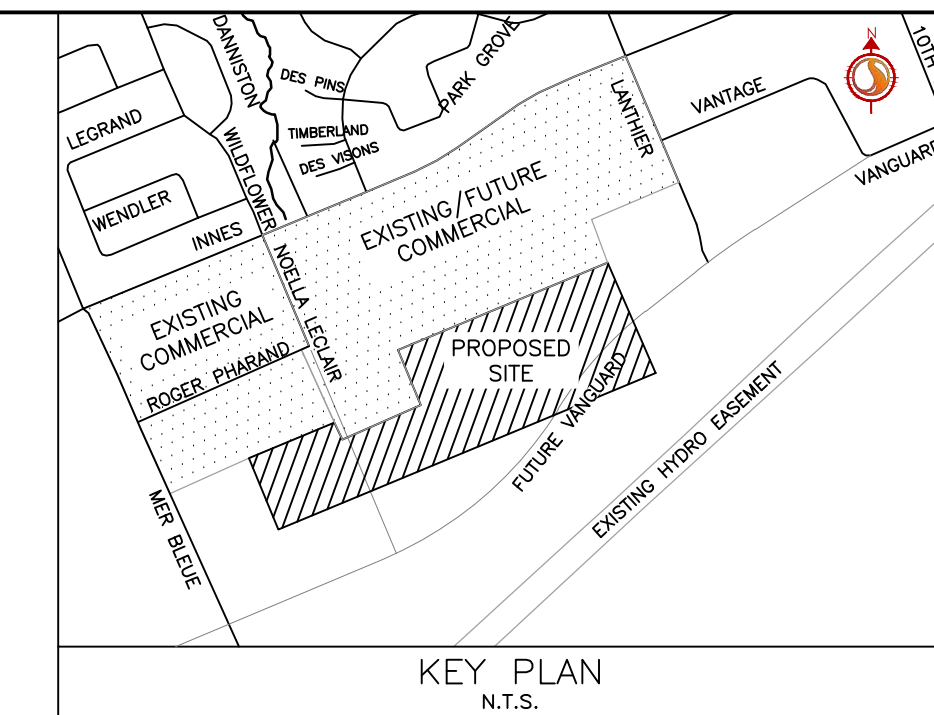 N
10TH
DANNISTON
DES PINS
PARK GROVE
LEGRAND
WILDFLOWER
TIMBERLAND
DES VISONS
LANTHIER
VANTAGE
VANGUARD
WENDLER
INNES
EXISTING/FUTURE
COMMERCIAL
NOELLA LECLAIR
EXISTING
COMMERCIAL
ROGER PHARAND
PROPOSED
SITE
FUTURE VANGUARD
EXISTING HYDRO EASEMENT
MER BLEUE
KEY PLAN
N.T.S.